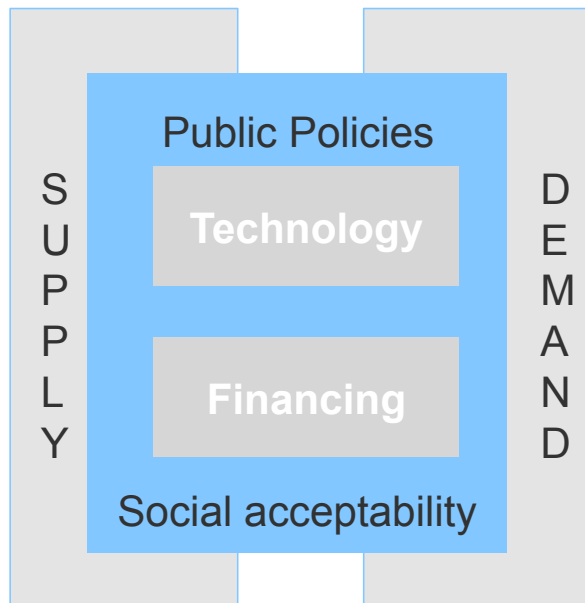 SUPPLY
Public Policies
Technology
Financing
Social acceptability
DEMAND